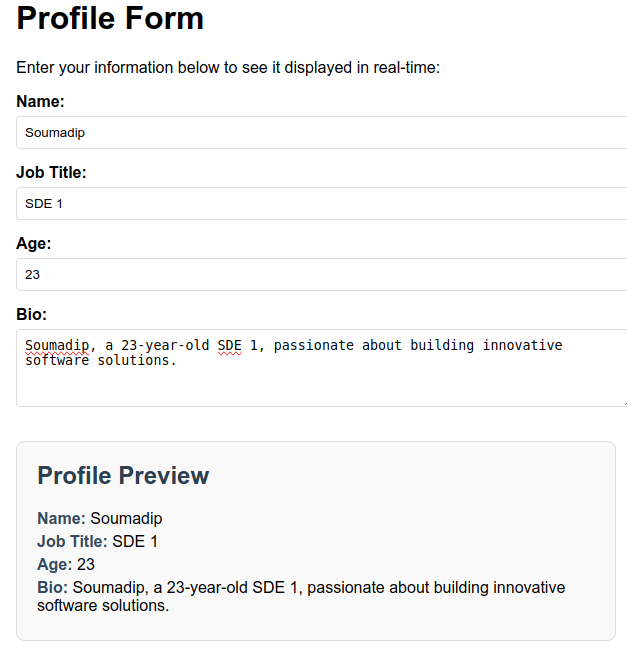 Profile Form
Enter your information below to see it displayed in real-time:
Name:
Soumadip
Job Title:
SDE 1
Age:
23
Bio:
Soumadip, a 23-year-old SDE 1, passionate about building innovative
software solutions.
Profile Preview
Name: Soumadip
Job Title: SDE 1
Age: 23
Bio: Soumadip, a 23-year-old SDE 1, passionate about building innovative
software solutions.